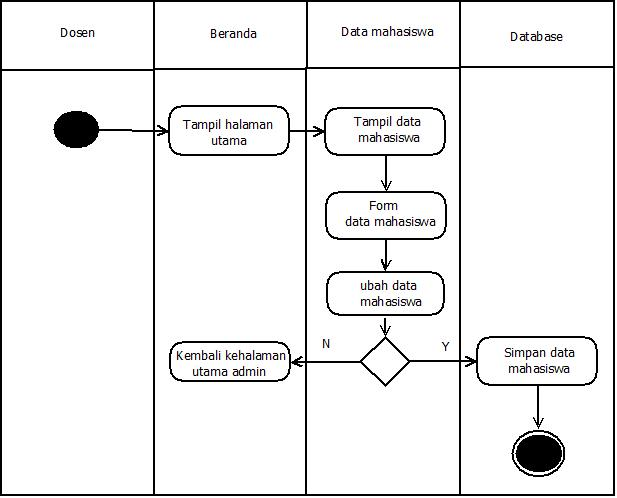 Dosen
Beranda
Data mahasiswa
Database
Tampil halaman
utama
Tampil data
mahasiswa
Form
data mahasiswa
ubah data
mahasiswa
N
Y
Kembali kehalaman
utama admin
Simpan data
mahasiswa